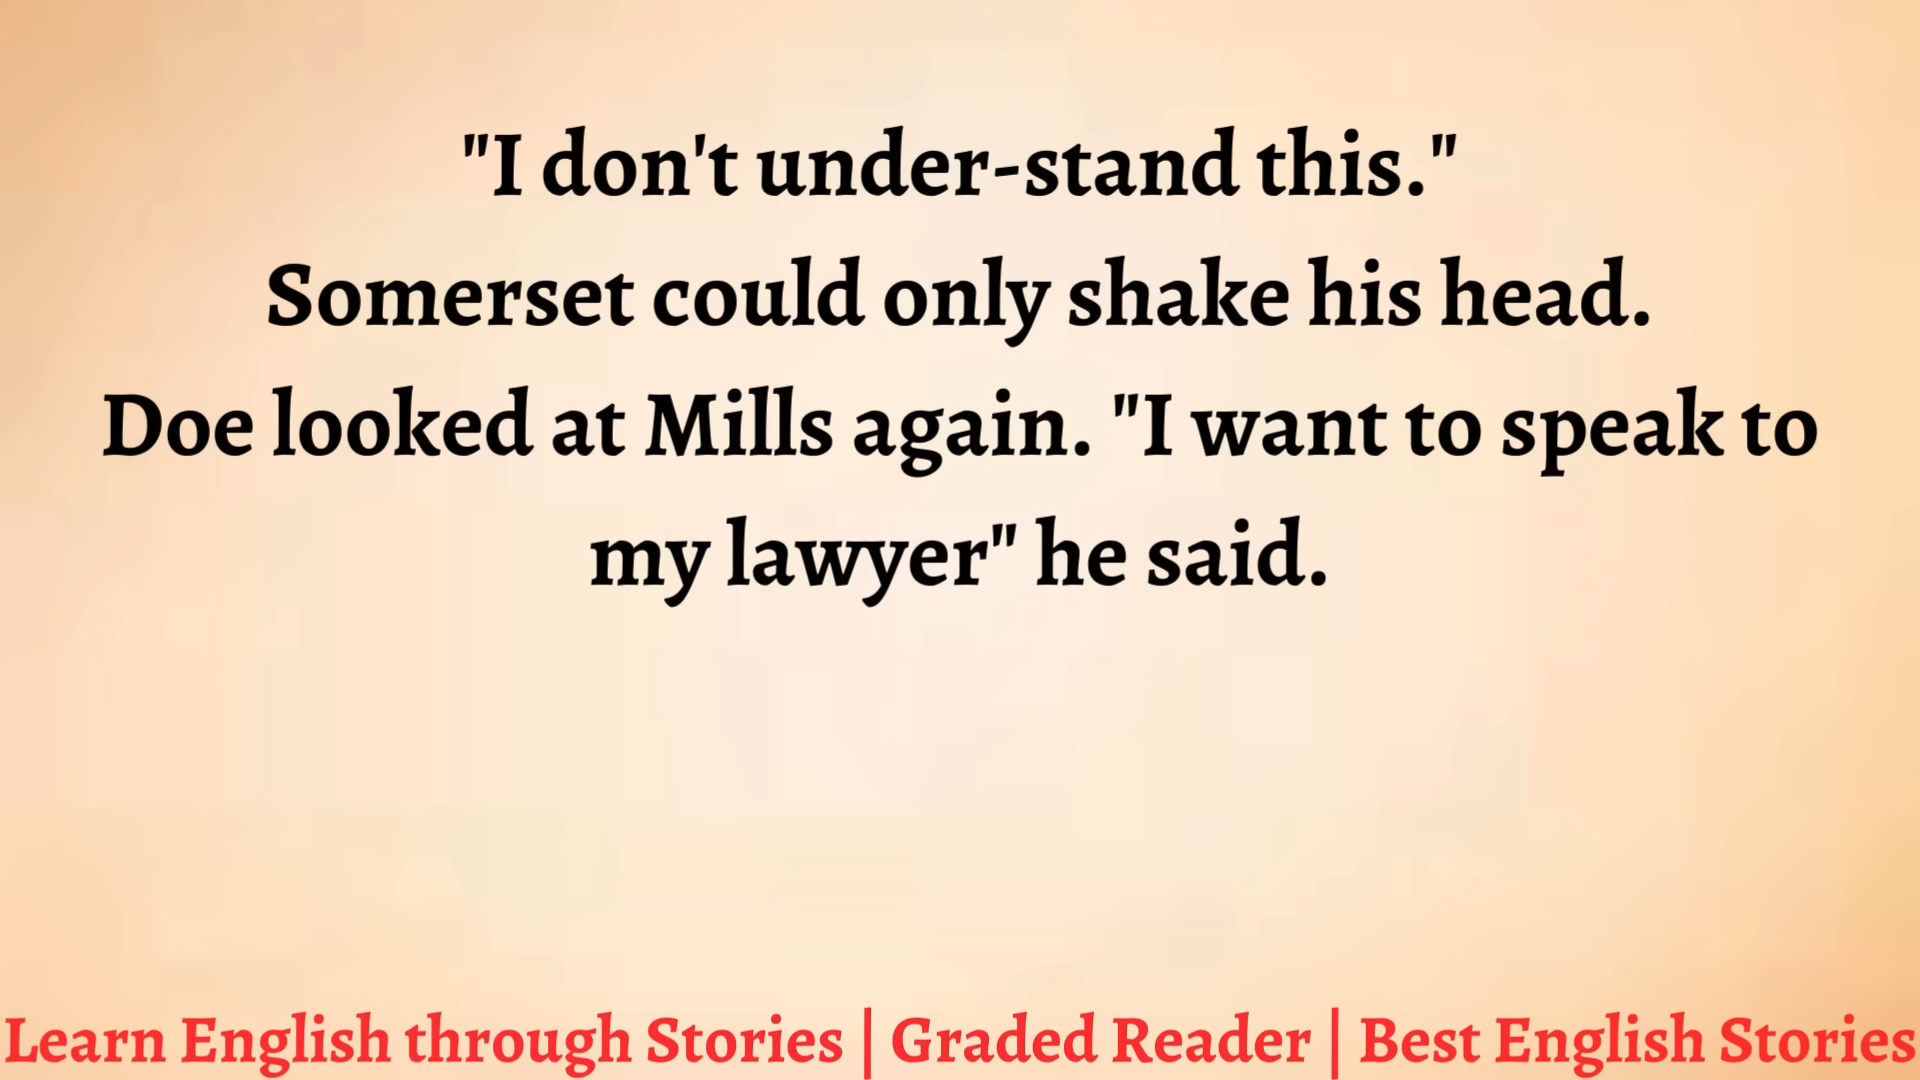 "I don't under-stand this."
Somerset could only shake his head.
Doe looked at Mills again. "I want to speak to
my lawyer" he said.
Learn English through Stories | Graded Reader | Best English Stories